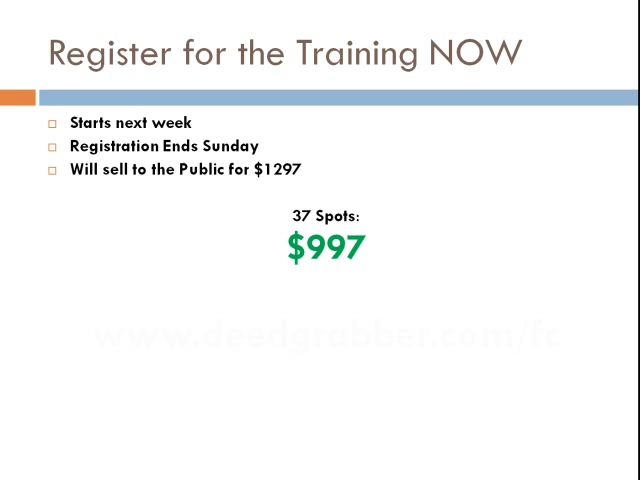 Register for the Training NOW
Starts next week
Registration Ends Sunday
Will sell to the Public for $1297
37 Spots:
$997
www.deedgrabber.com/fc